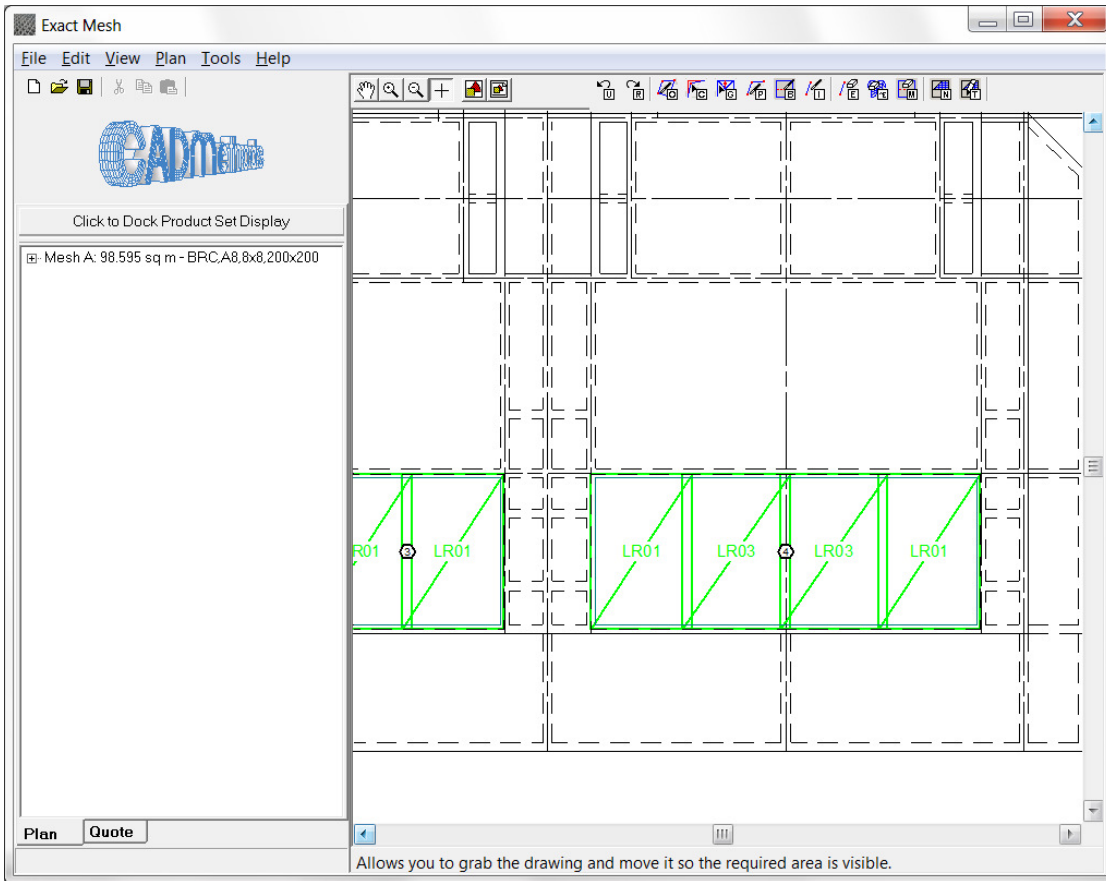 Exact Mesh
File Edit View Plan Tools Help
U R O C G P B I E M N T
Click to Dock Product Set Display
Mesh A: 98.595 sq m - BRC,A8,8x8,200x200
R01 3 LR01 LR01 LR03 4 LR03 LR01
Plan Quote
Allows you to grab the drawing and move it so the required area is visible.